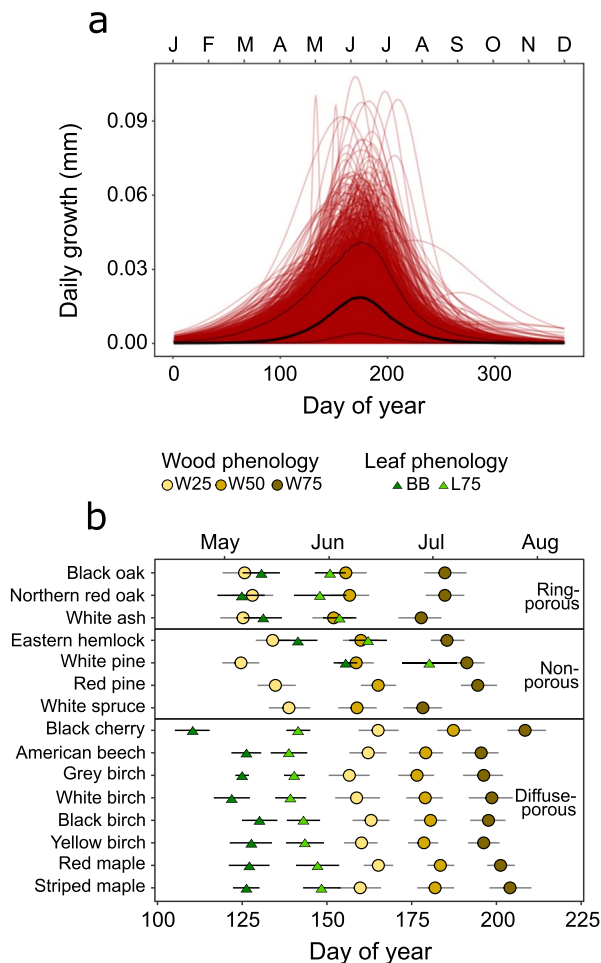 a
J F M A M J J A S O N D
0.09
0.06
0.03
0.00
Daily growth (mm)
0 100 200 300
Day of year
Wood phenology Leaf phenology
W25 W50 W75 BB L75
b
May Jun Jul Aug
Black oak
Northern red oak
White ash
Ring-
porous
Eastern hemlock
White pine
Red pine
White spruce
Non-
porous
Black cherry
American beech
Grey birch
White birch
Black birch
Yellow birch
Red maple
Striped maple
Diffuse-
porous
100 125 150 175 200 225
Day of year